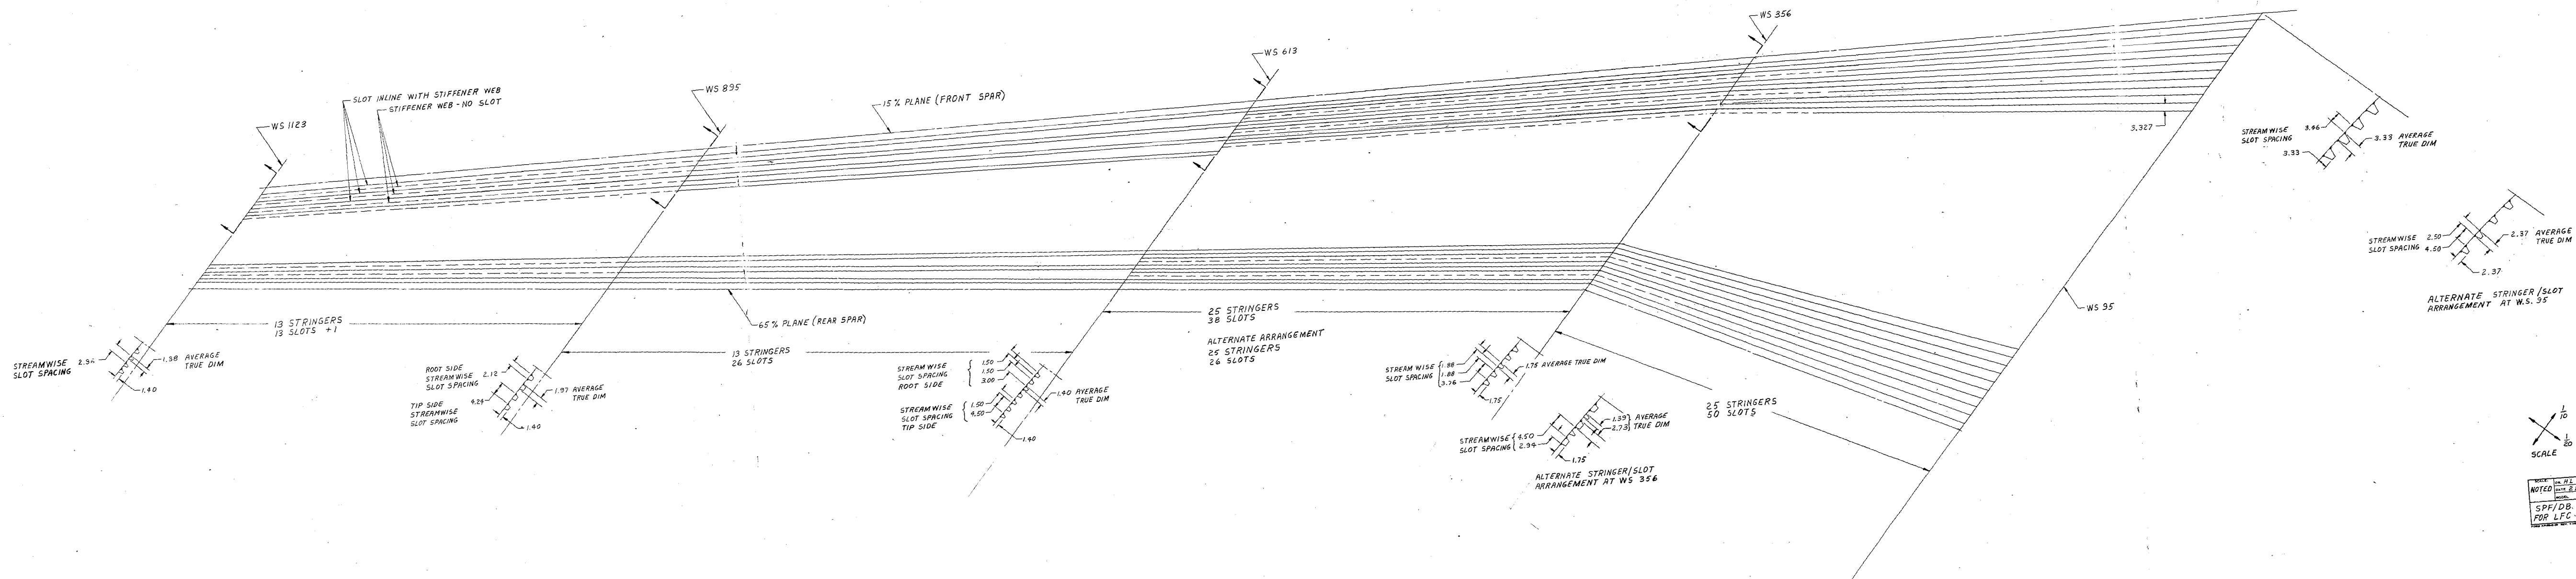 WS 1123
SLOT INLINE WITH STIFFENER WEB
STIFFENER WEB - NO SLOT
WS 895
15 % PLANE (FRONT SPAR)
WS 613
WS 356
3.327
STREAMWISE
SLOT SPACING
3.46
3.33
3.33 AVERAGE
TRUE DIM
STREAMWISE 2.50
SLOT SPACING 4.50
2.37 AVERAGE
TRUE DIM
2.37
ALTERNATE STRINGER/SLOT
ARRANGEMENT AT W.S. 95
WS 95
13 STRINGERS
13 SLOTS +1
STREAMWISE 2.94
SLOT SPACING
1.38 AVERAGE
TRUE DIM
1.40
65 % PLANE (REAR SPAR)
13 STRINGERS
26 SLOTS
ROOT SIDE
STREAMWISE 2.12
SLOT SPACING
TIP SIDE 4.24
STREAMWISE
SLOT SPACING
1.97 AVERAGE
TRUE DIM
1.40
25 STRINGERS
38 SLOTS
ALTERNATE ARRANGEMENT
25 STRINGERS
26 SLOTS
STREAMWISE 1.50
SLOT SPACING 1.50
ROOT SIDE 3.00
STREAMWISE 1.50
SLOT SPACING 4.50
TIP SIDE
1.40 AVERAGE
TRUE DIM
1.40
STREAMWISE 1.88
SLOT SPACING 1.88
3.76
1.75 AVERAGE TRUE DIM
1.75
STREAMWISE 4.50
SLOT SPACING 2.94
1.39 AVERAGE
2.73 TRUE DIM
1.75
ALTERNATE STRINGER/SLOT
ARRANGEMENT AT WS 356
25 STRINGERS
50 SLOTS
1/10
1/20
SCALE
SCALE
NOTED
SPF/DB
FOR LFC